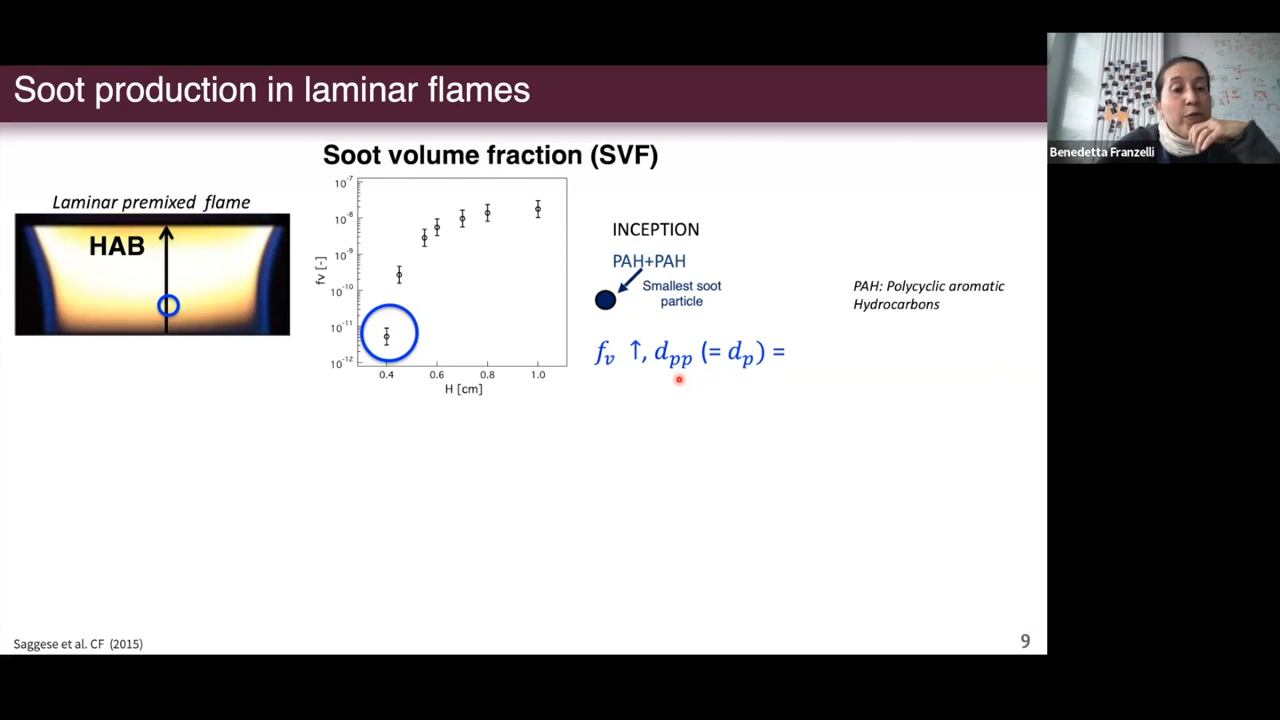 Soot production in laminar flames
Soot volume fraction (SVF)
Laminar premixed flame
HAB
10⁻⁷
10⁻⁸
10⁻⁹
10⁻¹⁰
10⁻¹¹
10⁻¹²
fv [-]
0.4
0.6
0.8
1.0
H [cm]
INCEPTION
PAH+PAH
Smallest soot
particle
PAH: Polycyclic aromatic
Hydrocarbons
f_v ↑, d_pp (= d_p) =
Saggese et al. CF (2015)
9
Benedetta Franzelli